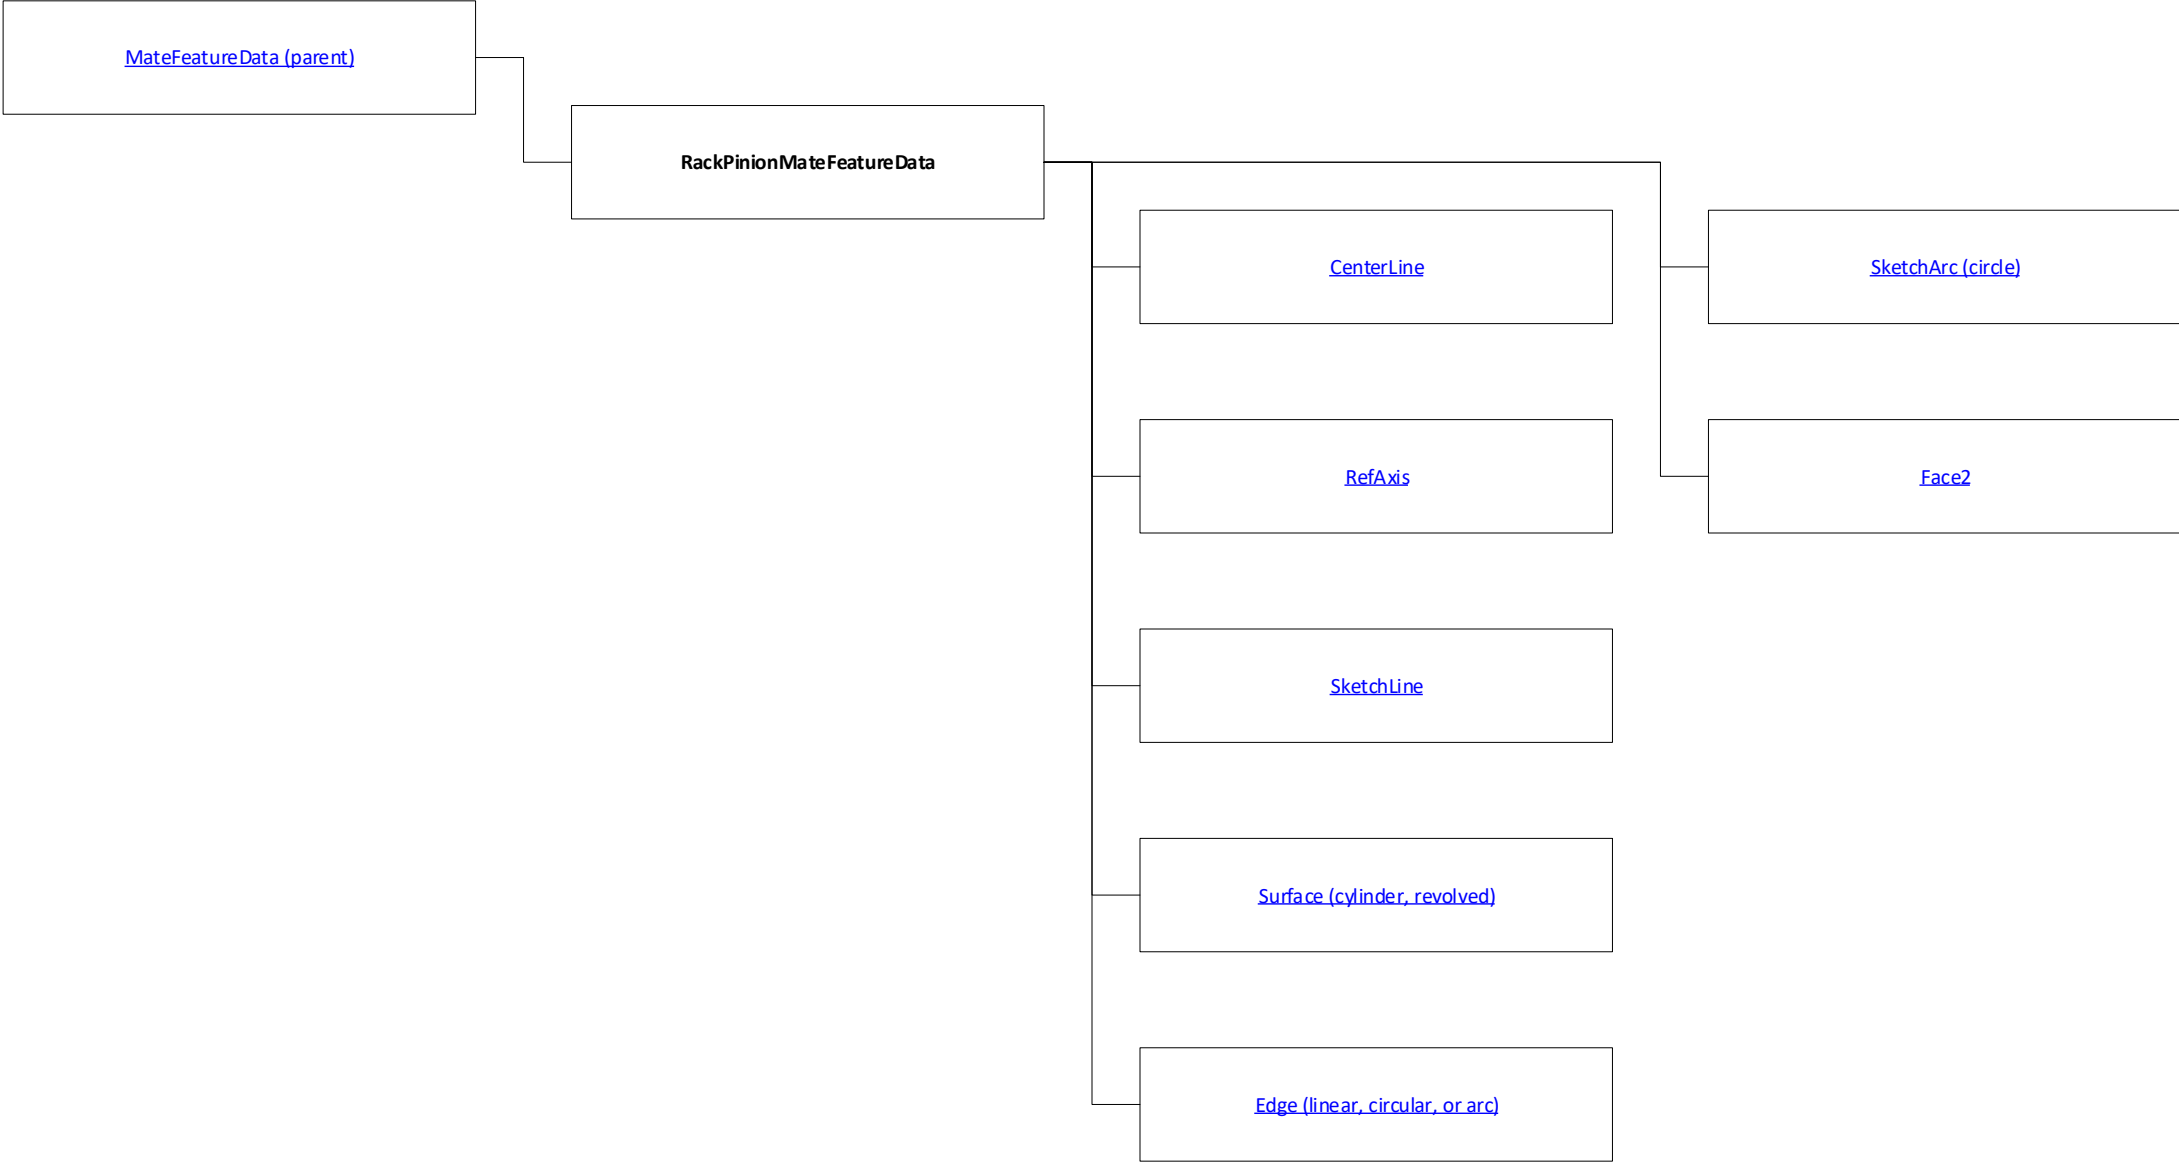 MateFeatureData (parent)
RackPinionMateFeatureData
CenterLine
SketchArc (circle)
RefAxis
Face2
SketchLine
Surface (cylinder, revolved)
Edge (linear, circular, or arc)